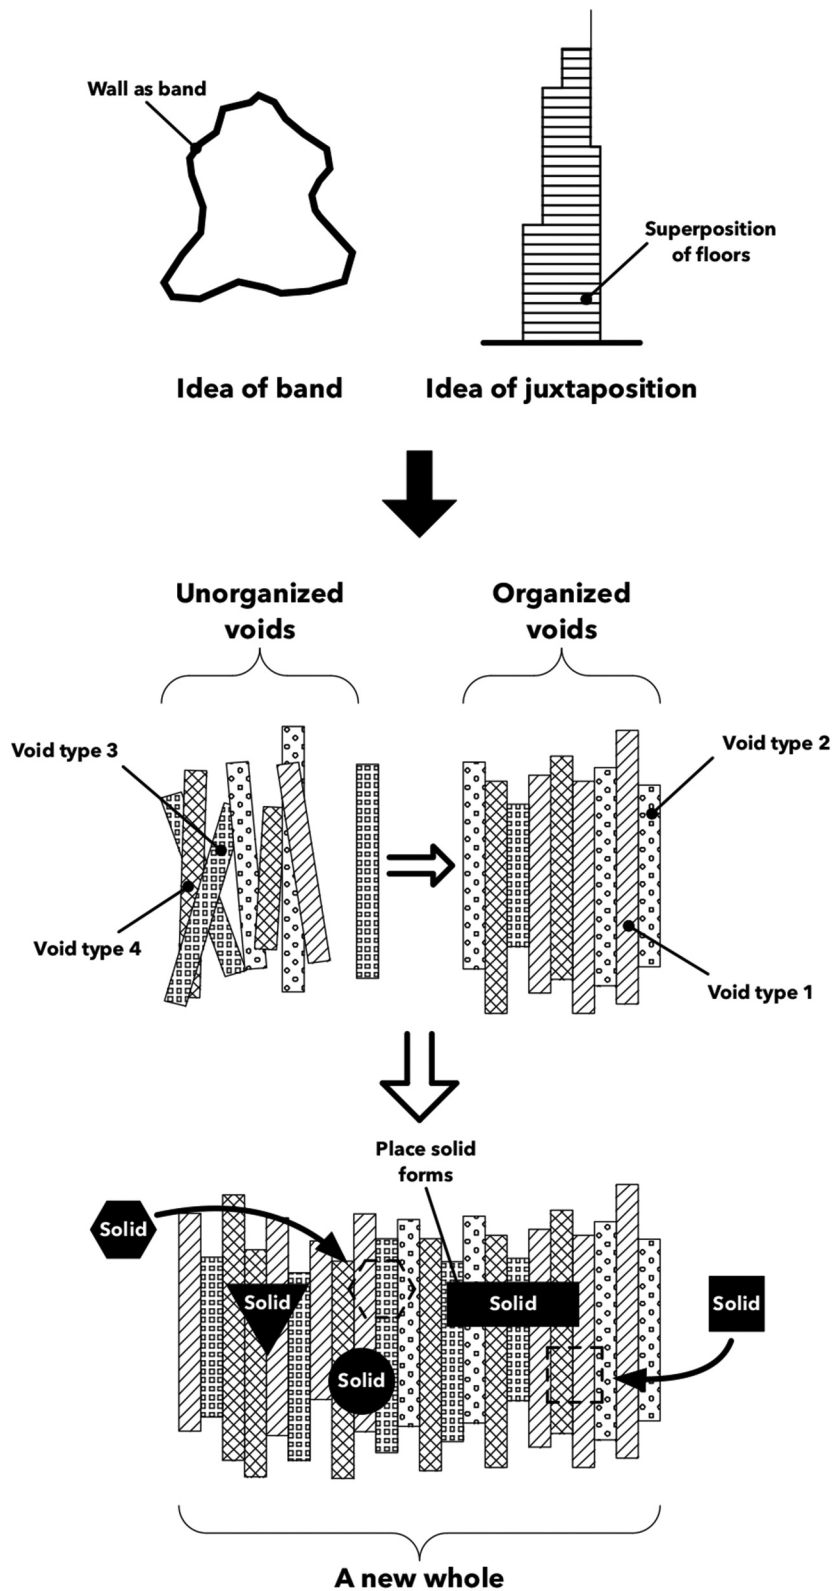 Wall as band
Superposition
of floors
Idea of band
Idea of juxtaposition
Unorganized
voids
Organized
voids
Void type 3
Void type 2
Void type 4
Void type 1
Place solid
forms
Solid
Solid
Solid
Solid
Solid
A new whole